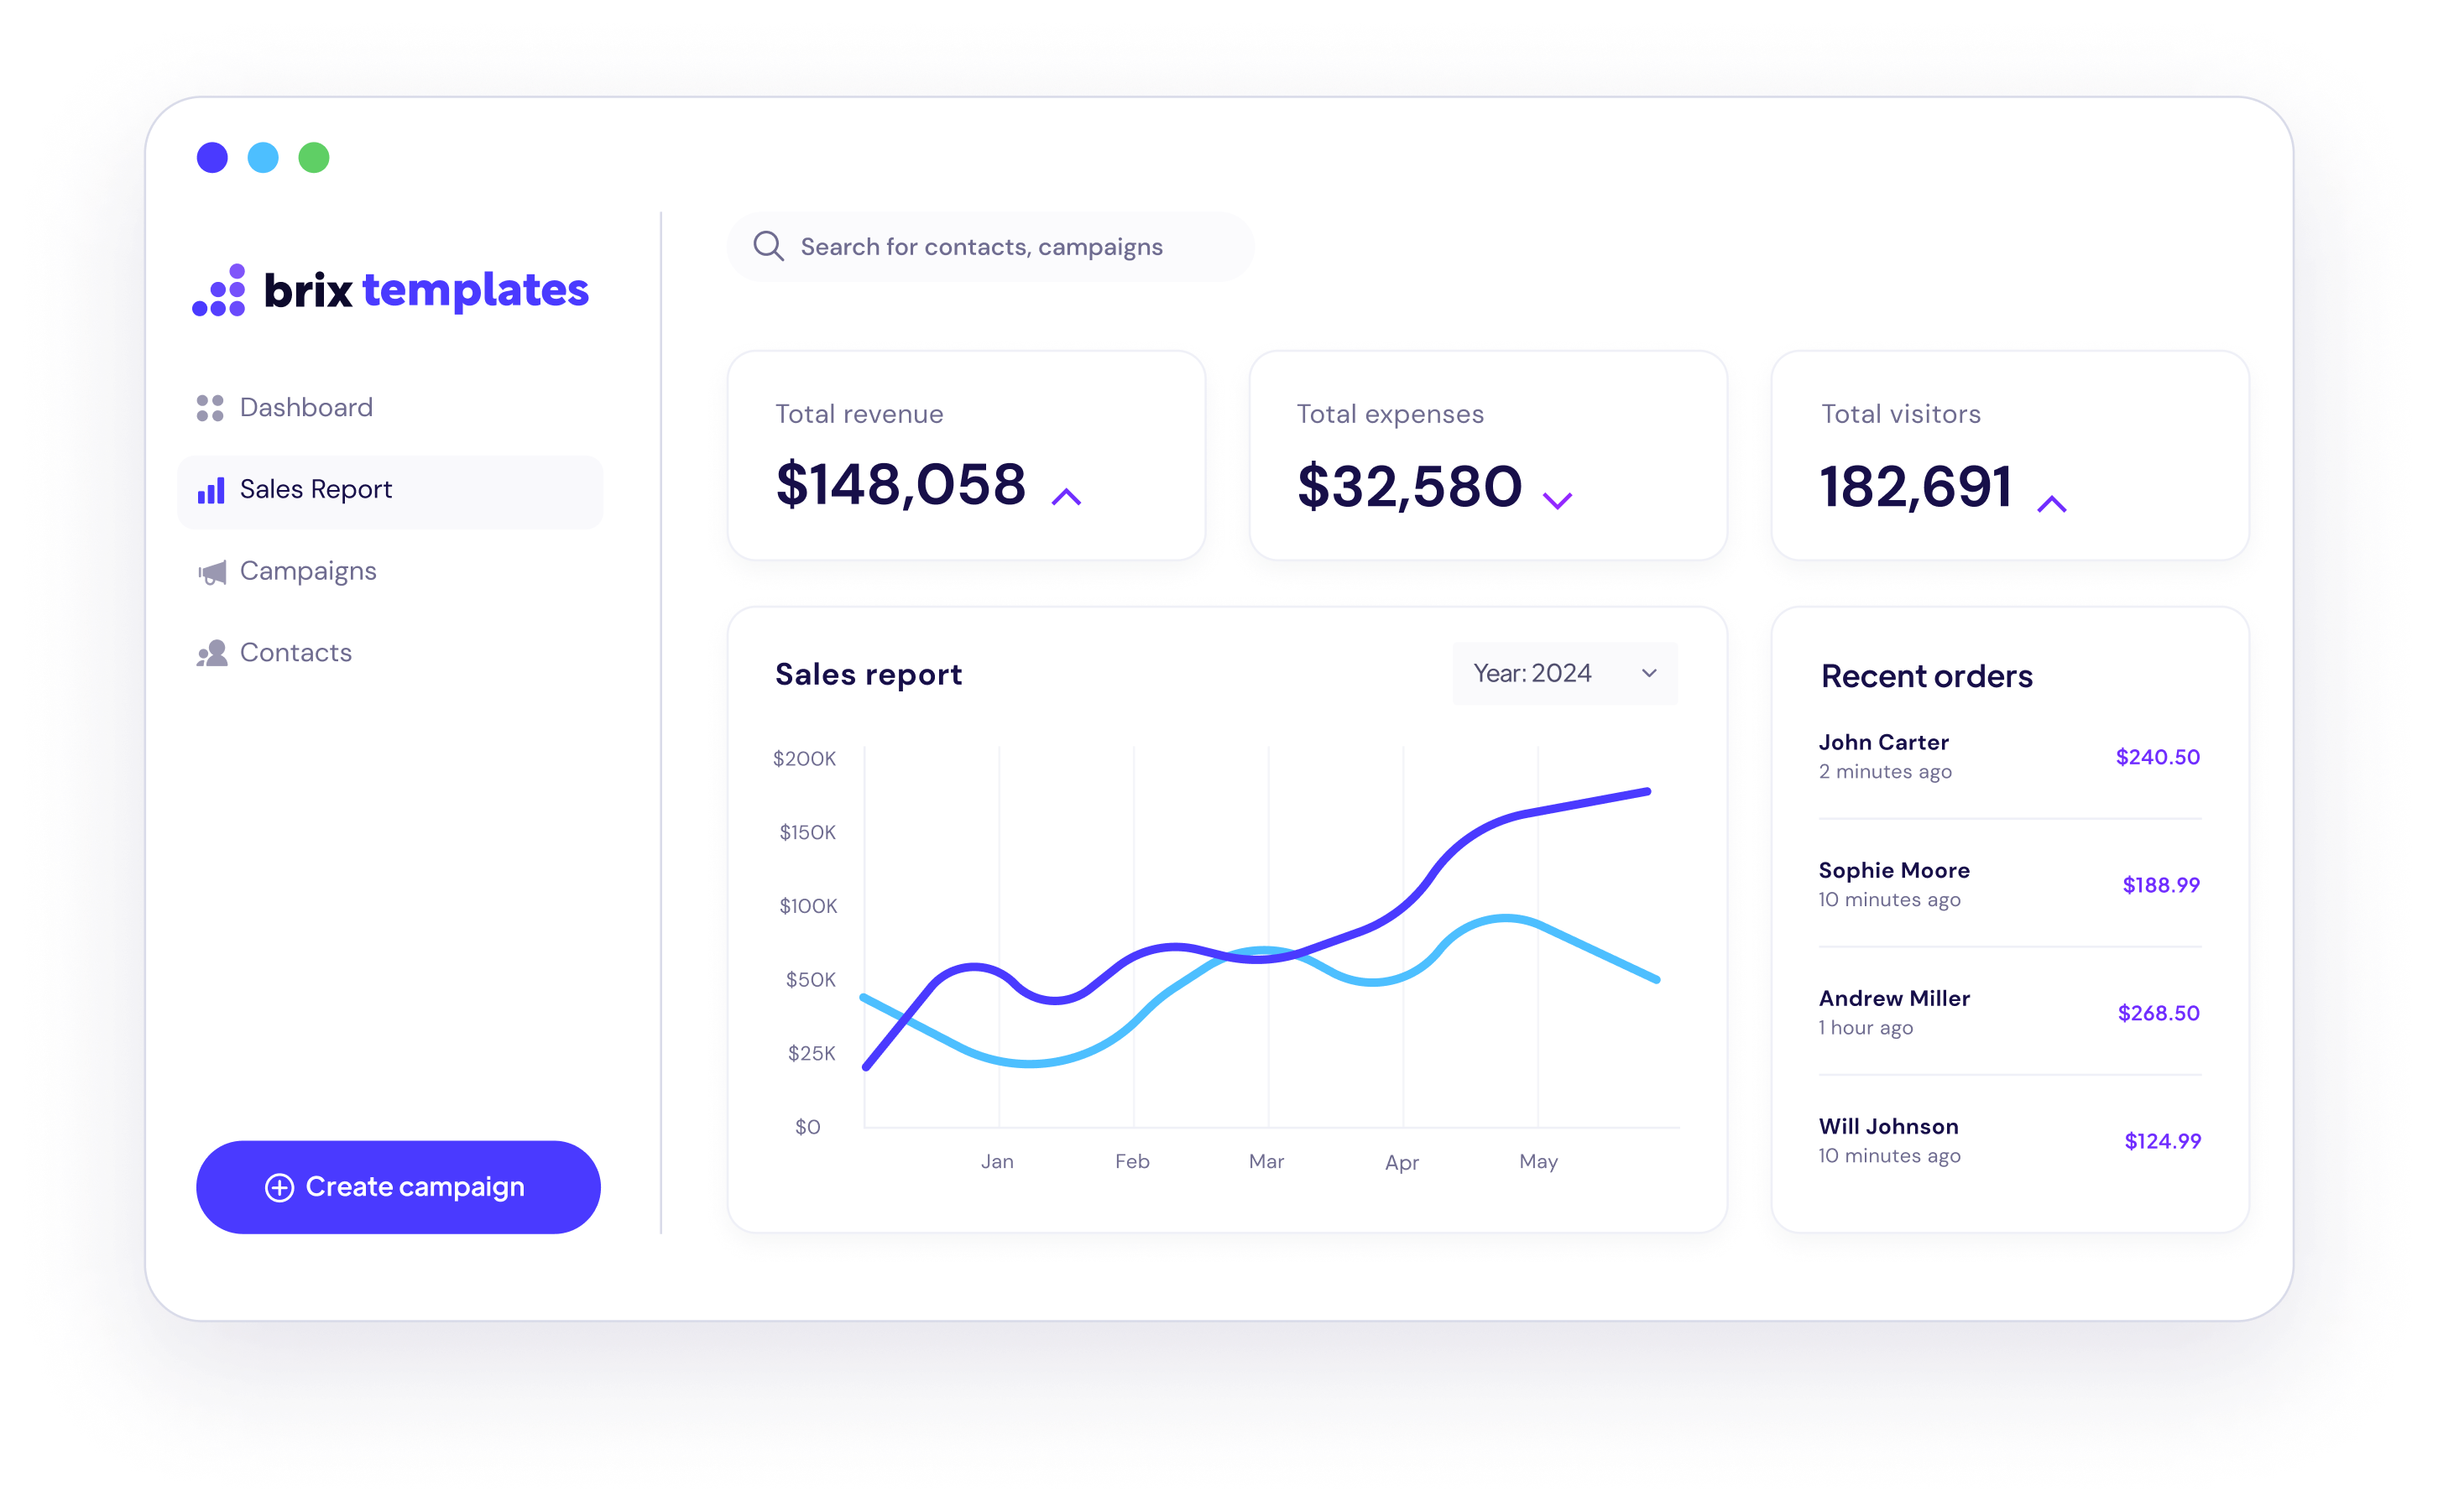 brix templates
Dashboard
Sales Report
Campaigns
Contacts
Create campaign
Search for contacts, campaigns
Total revenue
$148,058
Total expenses
$32,580
Total visitors
182,691
Sales report
Year: 2024
$200K
$150K
$100K
$50K
$25K
$0
Jan
Feb
Mar
Apr
May
Recent orders
John Carter
2 minutes ago
$240.50
Sophie Moore
10 minutes ago
$188.99
Andrew Miller
1 hour ago
$268.50
Will Johnson
10 minutes ago
$124.99